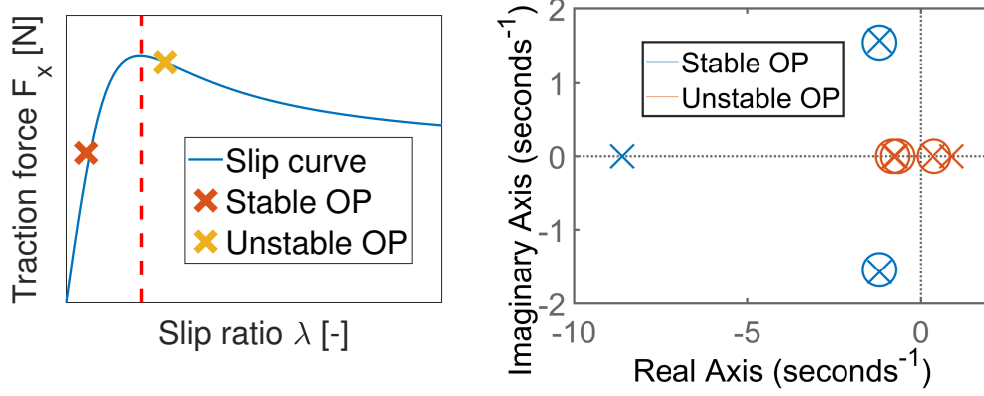 Traction force F_x [N]
Slip curve
Stable OP
Unstable OP
Slip ratio λ [-]
Imaginary Axis (seconds^-1)
2
1
0
-1
-2
Stable OP
Unstable OP
-10
-5
0
Real Axis (seconds^-1)